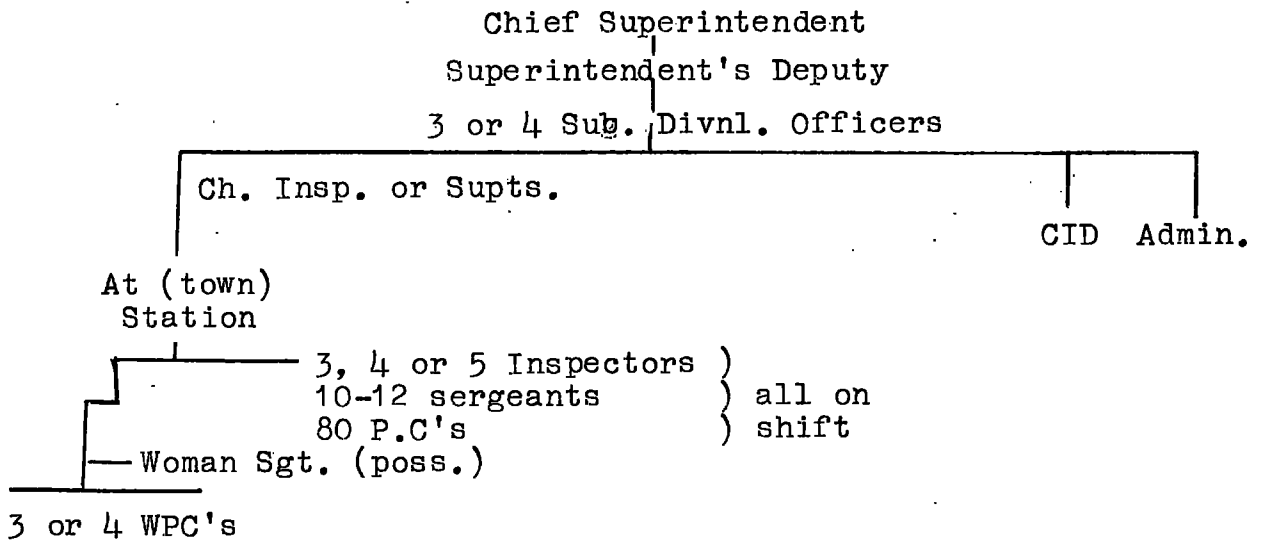 Chief Superintendent
Superintendent's Deputy
3 or 4 Sub. Divnl. Officers
Ch. Insp. or Supts.
CID Admin.
At (town)
Station
3, 4 or 5 Inspectors )
10-12 sergeants ) all on
80 P.C's ) shift
Woman Sgt. (poss.)
3 or 4 WPC's